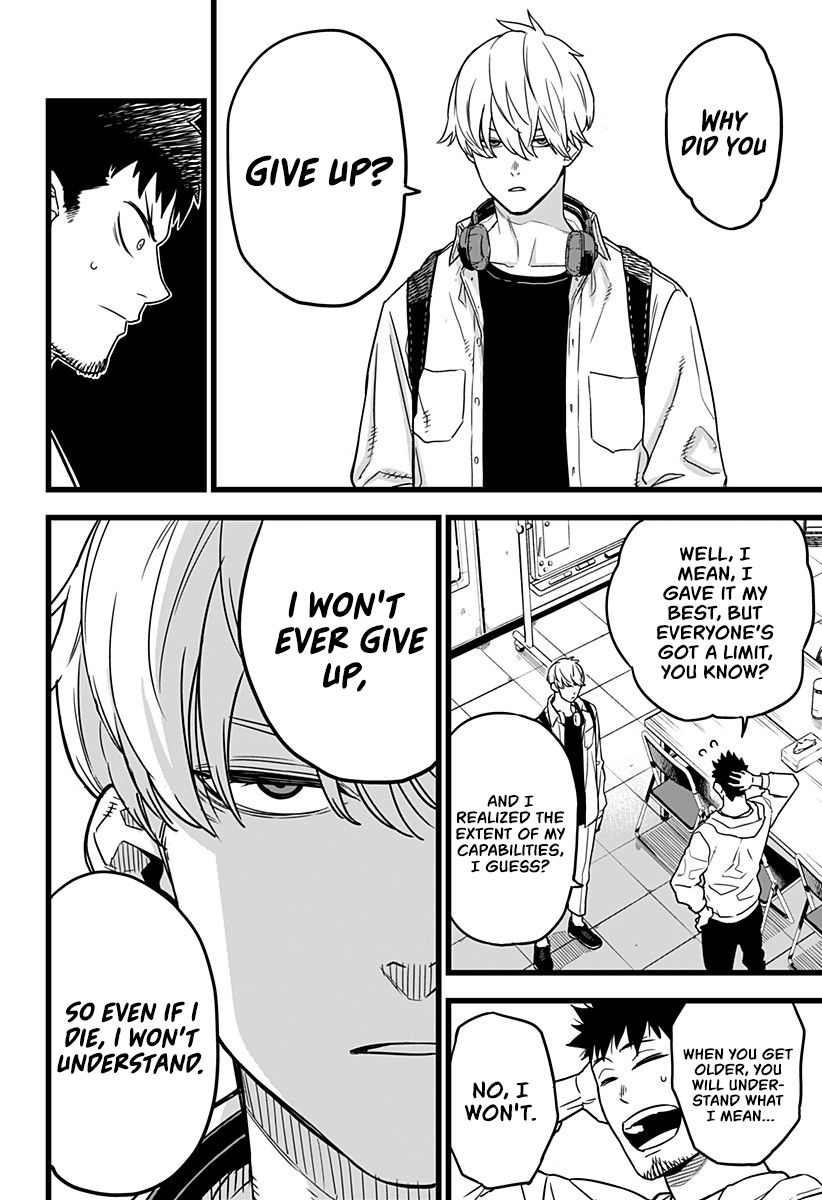 WHY
DID YOU
GIVE UP?
WELL, I
MEAN, I
GAVE IT MY
BEST, BUT
EVERYONE'S
GOT A LIMIT,
YOU KNOW?
AND I
REALIZED THE
EXTENT OF MY
CAPABILITIES,
I GUESS?
WHEN YOU GET
OLDER, YOU
WILL UNDER-
STAND WHAT
I MEAN...
NO, I
WON'T.
I WON'T
EVER GIVE
UP,
SO EVEN IF I
DIE, I WON'T
UNDERSTAND.